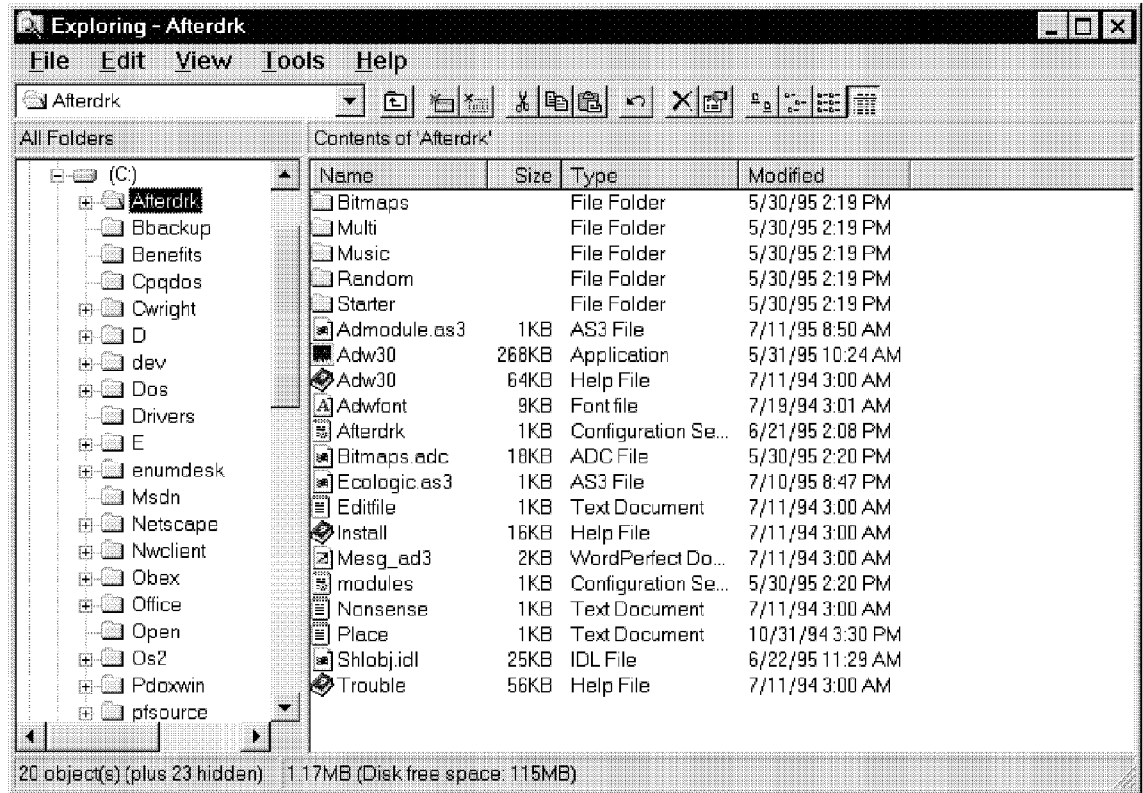 Exploring - Afterdrk
File Edit View Tools Help
Afterdrk
All Folders
Contents of 'Afterdrk'
(C:)
Afterdrk
Bbackup
Benefits
Cpqdos
Cwright
D
dev
Dos
Drivers
E
enumdesk
Msdn
Netscape
Nwclient
Obex
Office
Open
Os2
Pdoxwin
pfsource
Name Size Type Modified
Bitmaps File Folder 5/30/95 2:19 PM
Multi File Folder 5/30/95 2:19 PM
Music File Folder 5/30/95 2:19 PM
Random File Folder 5/30/95 2:19 PM
Starter File Folder 5/30/95 2:19 PM
Admodule.as3 1KB AS3 File 7/11/95 8:50 AM
Adw30 268KB Application 5/31/95 10:24 AM
Adw30 64KB Help File 7/11/94 3:00 AM
Adwfont 9KB Font file 7/19/94 3:01 AM
Afterdrk 1KB Configuration Se... 6/21/95 2:08 PM
Bitmaps.adc 18KB ADC File 5/30/95 2:20 PM
Ecologic.as3 1KB AS3 File 7/10/95 8:47 PM
Editfile 1KB Text Document 7/11/94 3:00 AM
Install 16KB Help File 7/11/94 3:00 AM
Mesg_ad3 2KB WordPerfect Do... 7/11/94 3:00 AM
modules 1KB Configuration Se... 5/30/95 2:20 PM
Nonsense 1KB Text Document 7/11/94 3:00 AM
Place 1KB Text Document 10/31/94 3:30 PM
Shlobj.idl 25KB IDL File 6/22/95 11:29 AM
Trouble 56KB Help File 7/11/94 3:00 AM
20 object(s) (plus 23 hidden) 1.17MB (Disk free space: 115MB)